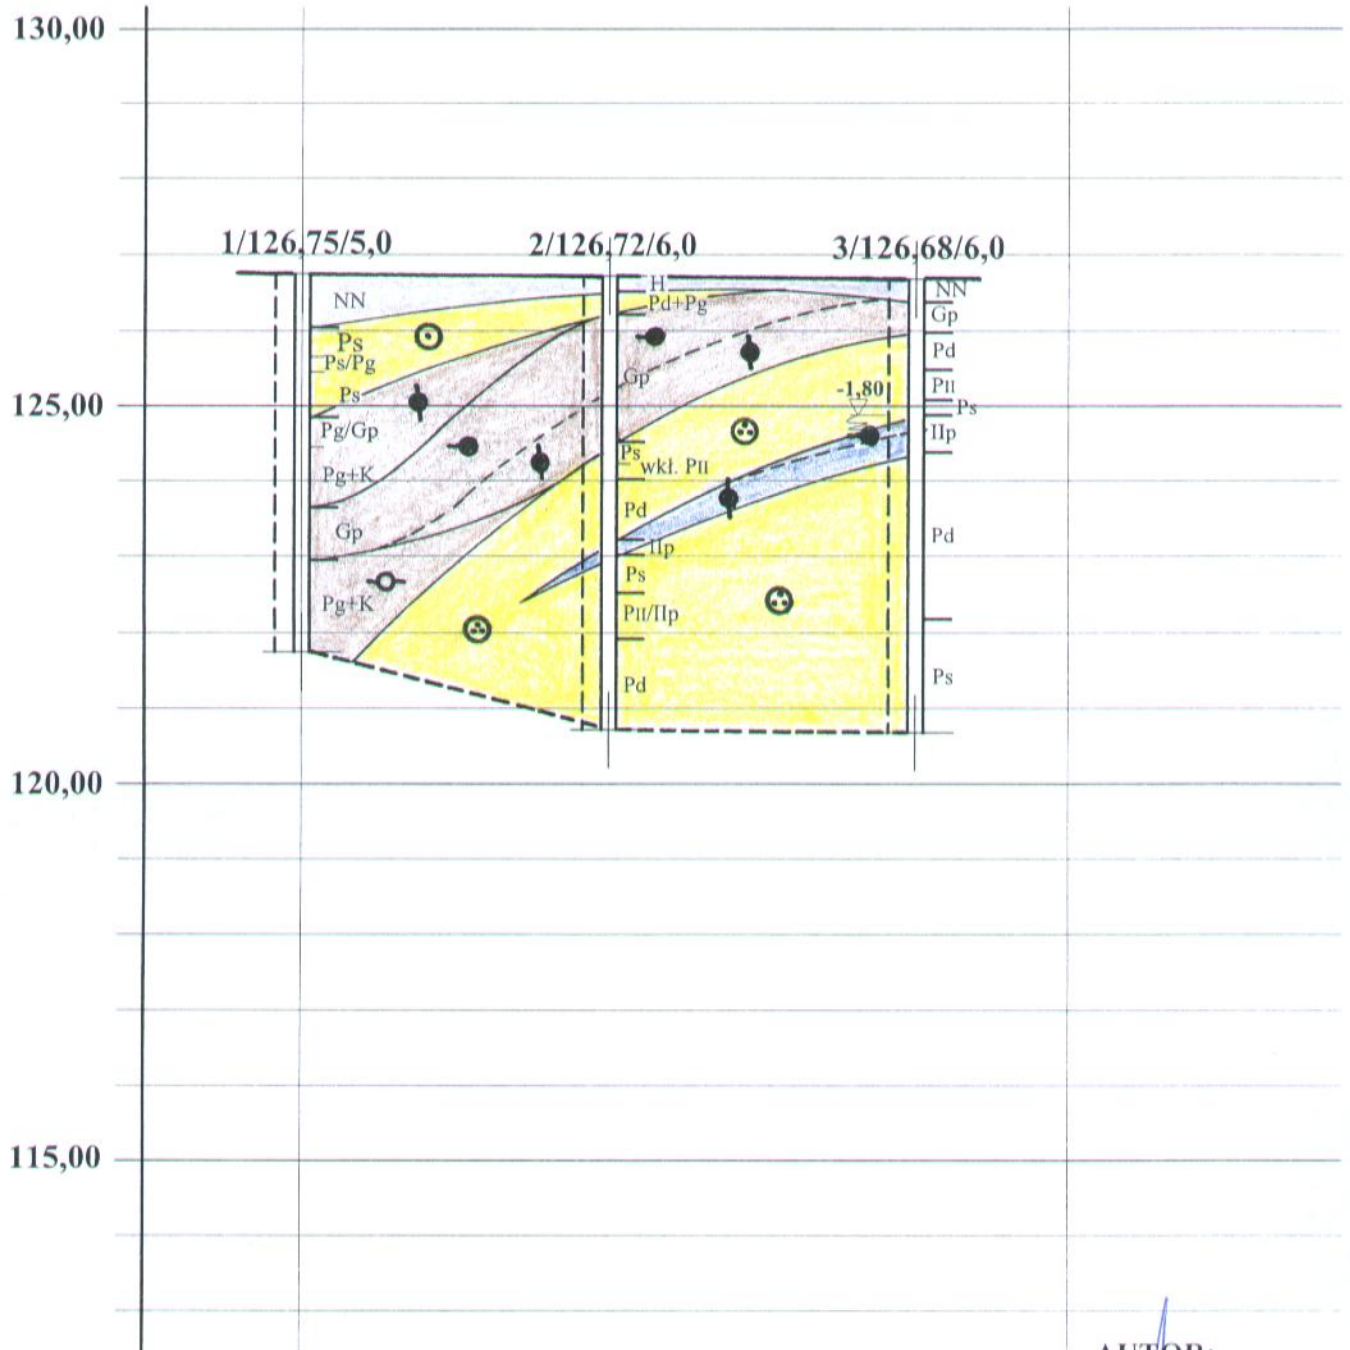 130,00
1/126,75/5,0
2/126,72/6,0
3/126,68/6,0
NN
H
NN
Pd+Pg
Gp
Ps
Ps/Pg
Pd
Gp
PII
-1,80
Ps
125,00
Ps
Pg/Gp
IIp
Ps
wkł. PII
Pg+K
Pd
Gp
Pd
IIp
Ps
Pg+K
PII/IIp
Ps
Pd
120,00
115,00